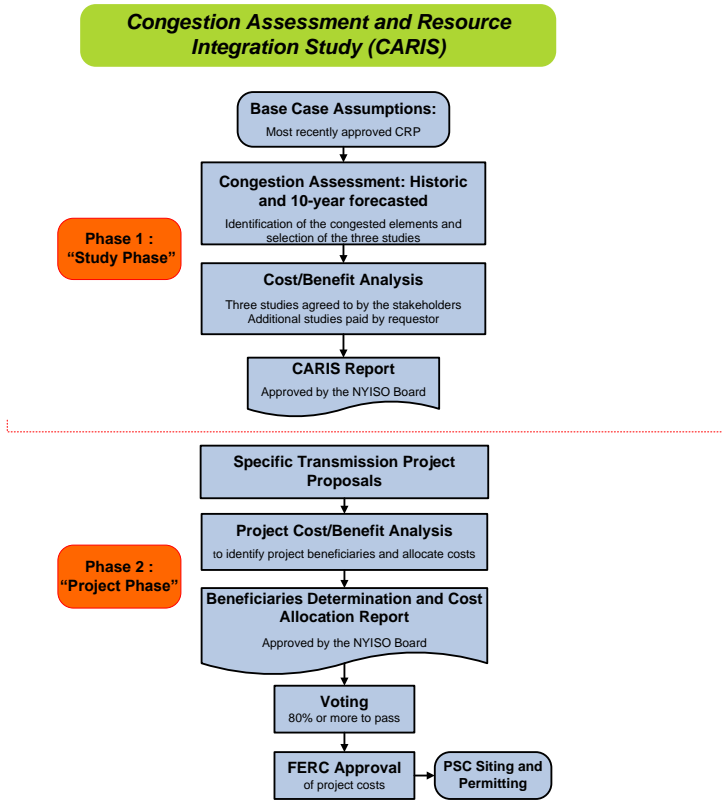 Congestion Assessment and Resource
Integration Study (CARIS)
Base Case Assumptions:
Most recently approved CRP
Congestion Assessment: Historic
and 10-year forecasted
Identification of the congested elements and
selection of the three studies
Phase 1 :
“Study Phase”
Cost/Benefit Analysis
Three studies agreed to by the stakeholders
Additional studies paid by requestor
CARIS Report
Approved by the NYISO Board
Specific Transmission Project
Proposals
Project Cost/Benefit Analysis
to identify project beneficiaries and allocate costs
Phase 2 :
“Project Phase”
Beneficiaries Determination and Cost
Allocation Report
Approved by the NYISO Board
Voting
80% or more to pass
FERC Approval
of project costs
PSC Siting and
Permitting